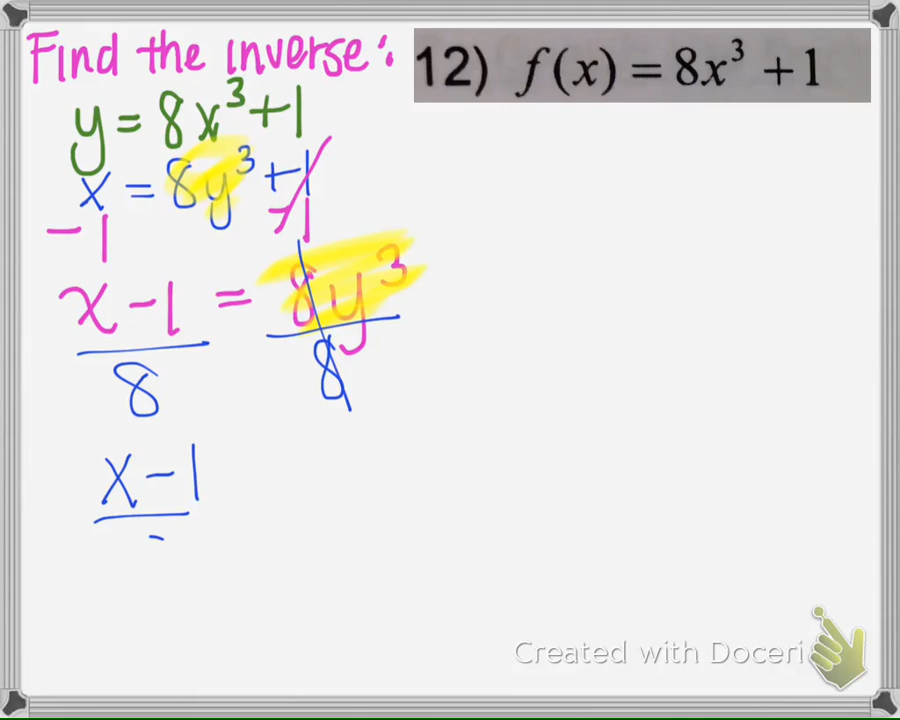 Find the inverse:
12) f(x) = 8x³ + 1
y = 8x³ + 1
x = 8y³ + 1
- 1 - 1
x - 1 = 8y³
8 8
x - 1
Created with Doceri